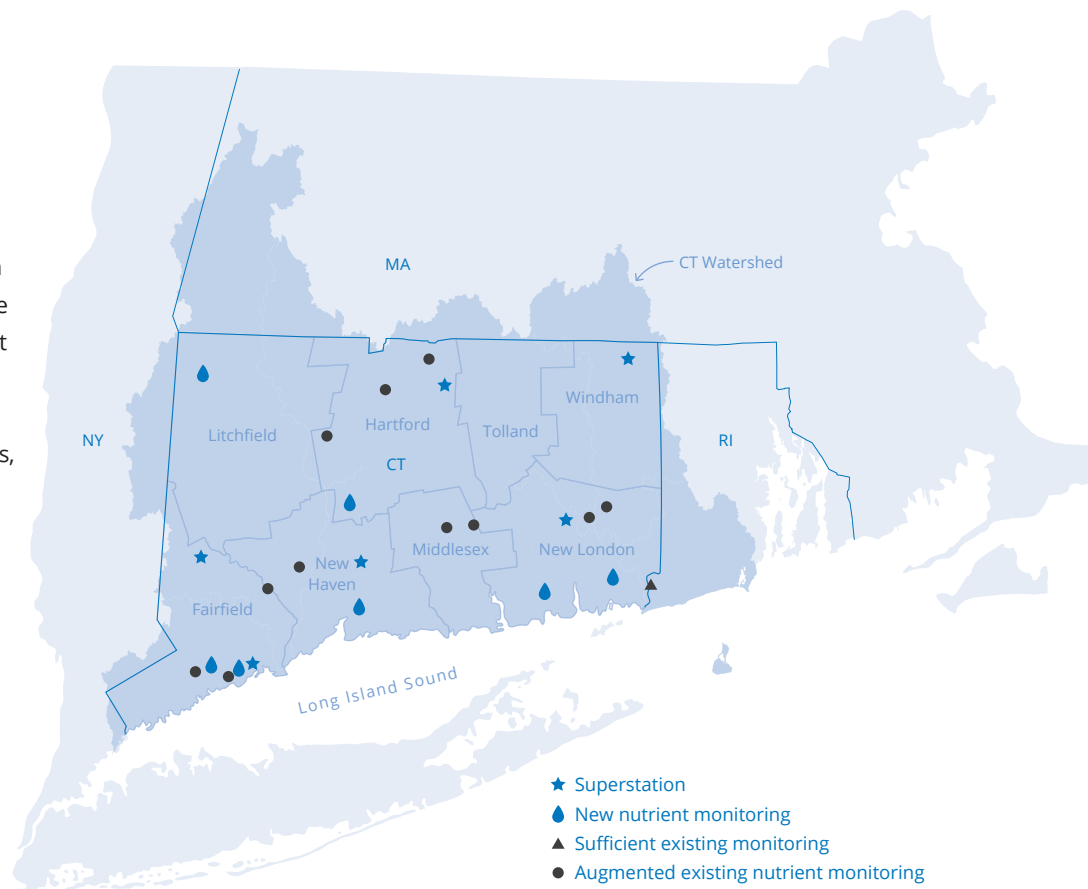 e
t
s,
MA
CT Watershed
Windham
Litchfield
Hartford
Tolland
NY
RI
CT
New
Haven
Middlesex
New London
Fairfield
Long Island Sound
Superstation
New nutrient monitoring
Sufficient existing monitoring
Augmented existing nutrient monitoring